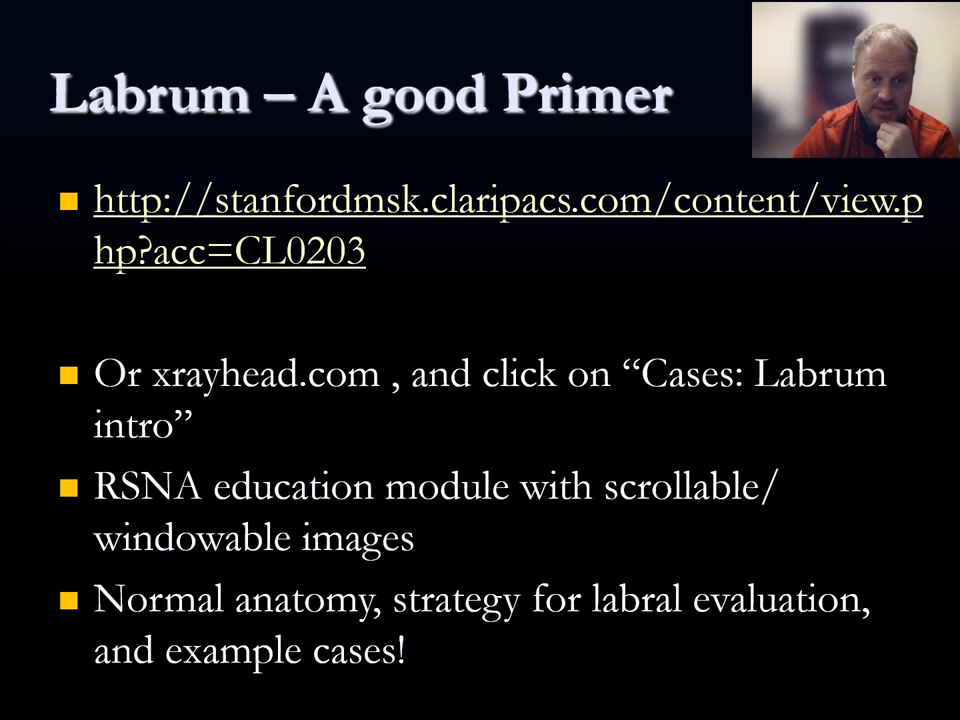 Labrum – A good Primer
http://stanfordmsk.claripacs.com/content/view.p
hp?acc=CL0203
Or xrayhead.com , and click on “Cases: Labrum
intro”
RSNA education module with scrollable/
windowable images
Normal anatomy, strategy for labral evaluation,
and example cases!